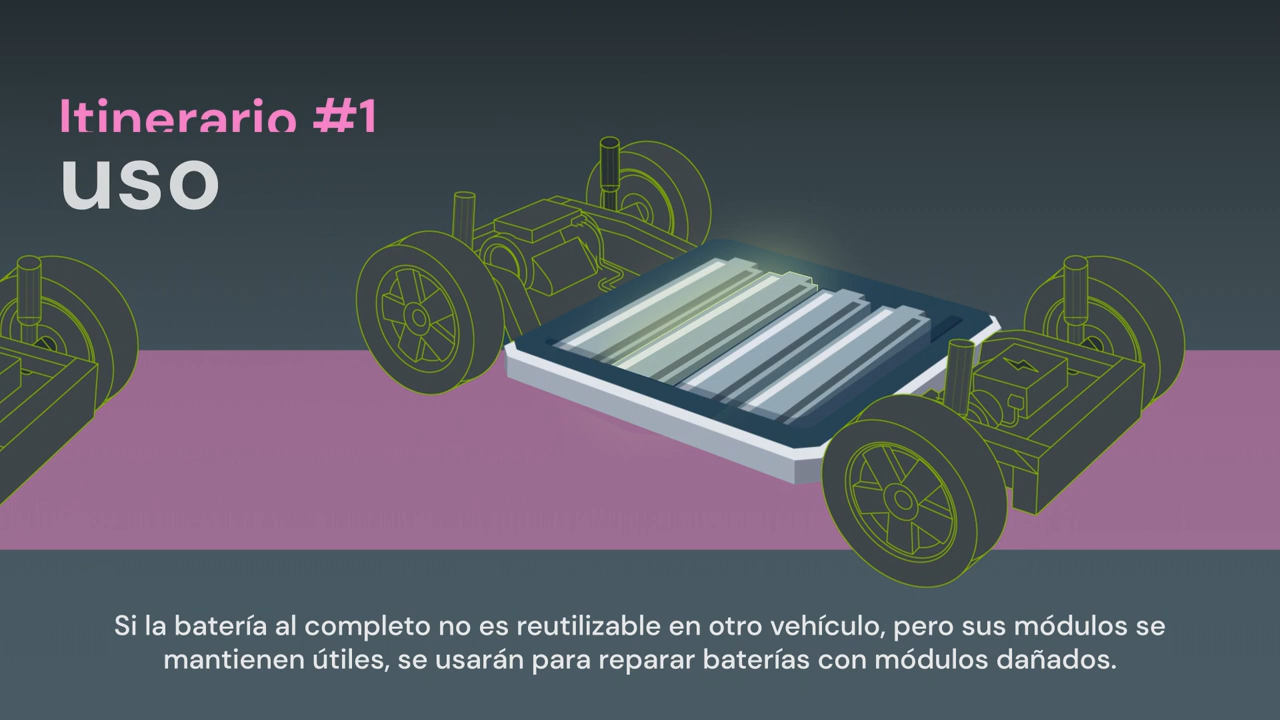 Itinerario #1
uso
Si la batería al completo no es reutilizable en otro vehículo, pero sus módulos se
mantienen útiles, se usarán para reparar baterías con módulos dañados.